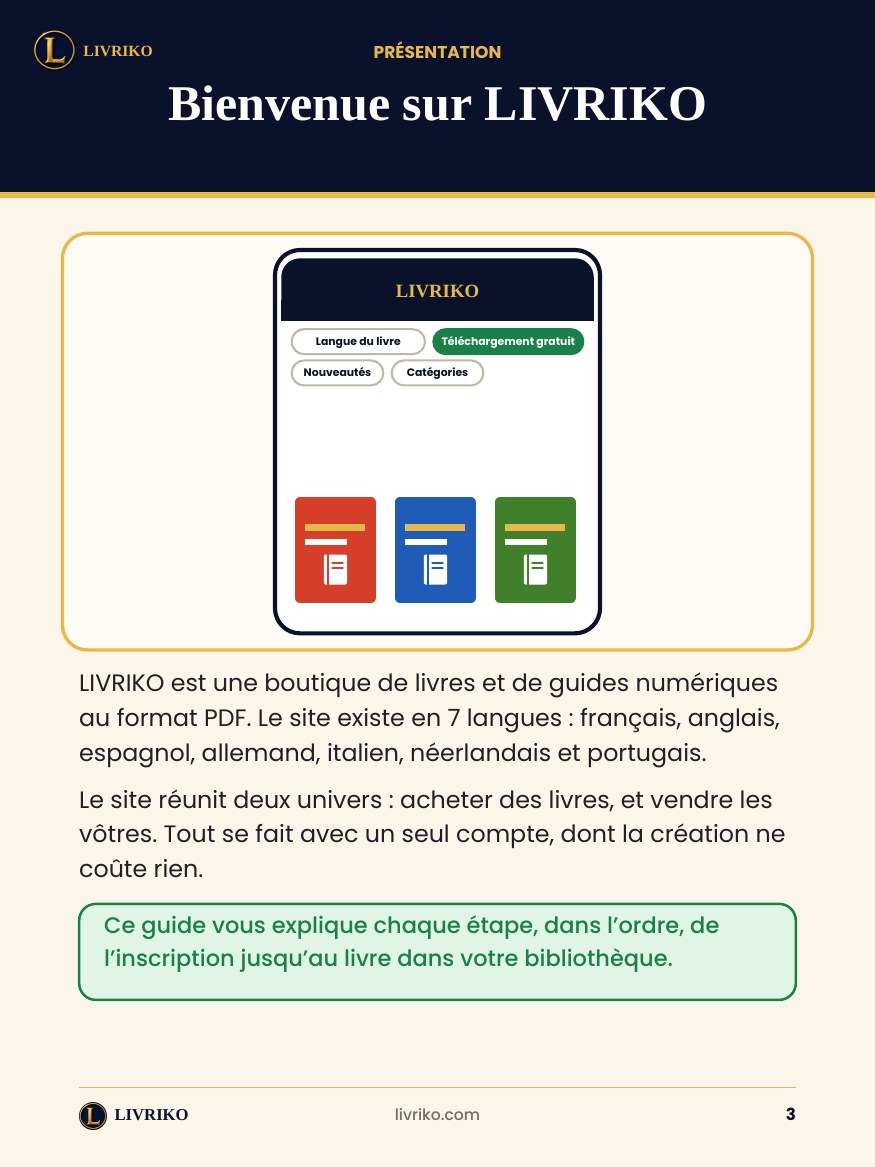 LIVRIKO
PRÉSENTATION
Bienvenue sur LIVRIKO
LIVRIKO
Langue du livre
Téléchargement gratuit
Nouveautés
Catégories
LIVRIKO est une boutique de livres et de guides numériques
au format PDF. Le site existe en 7 langues : français, anglais,
espagnol, allemand, italien, néerlandais et portugais.
Le site réunit deux univers : acheter des livres, et vendre les
vôtres. Tout se fait avec un seul compte, dont la création ne
coûte rien.
Ce guide vous explique chaque étape, dans l’ordre, de
l’inscription jusqu’au livre dans votre bibliothèque.
L LIVRIKO
livriko.com
3